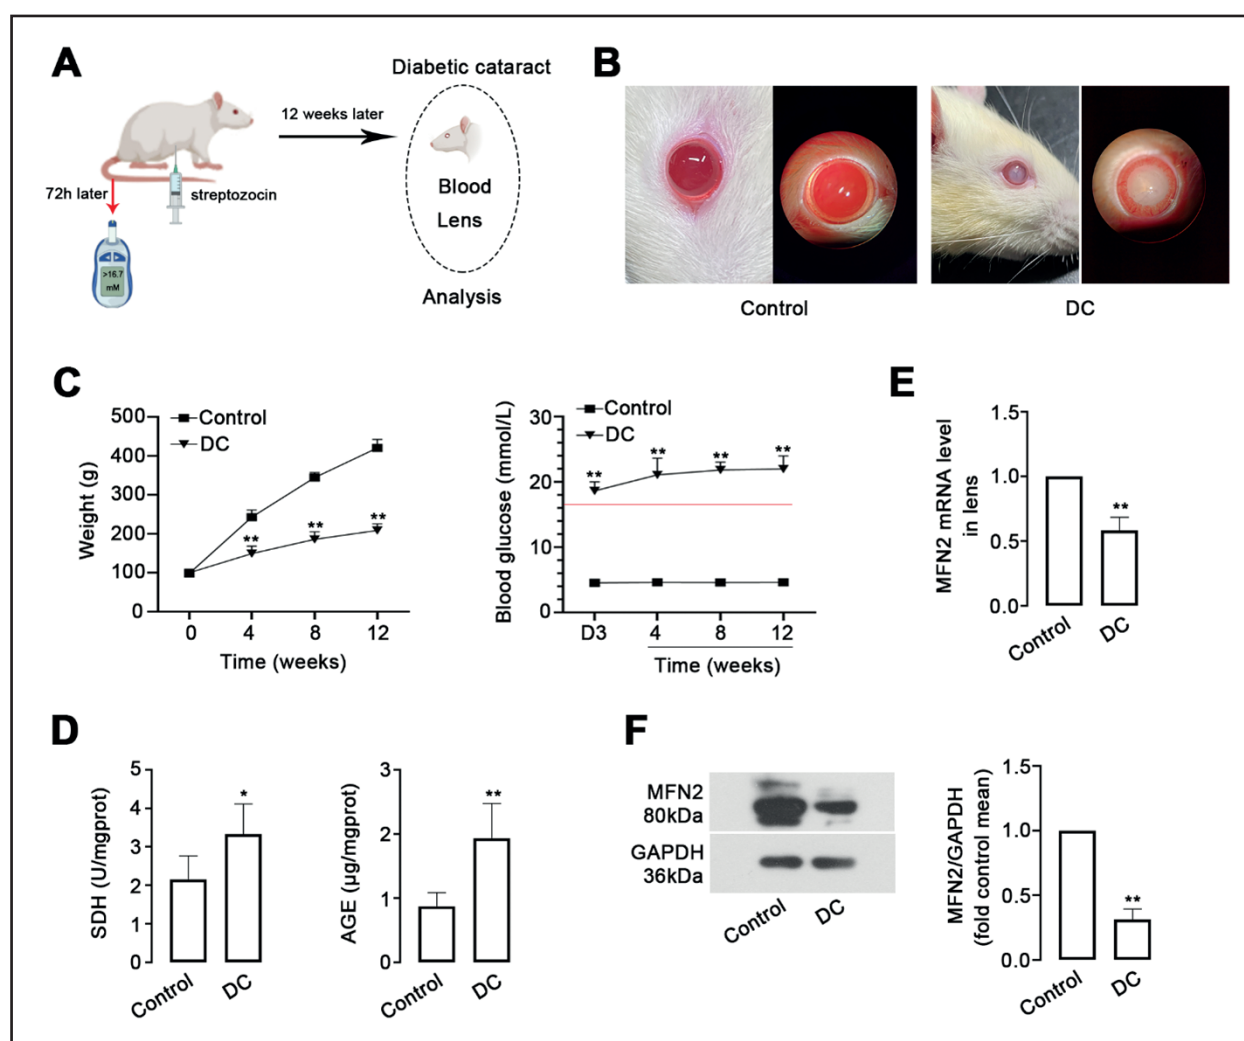 A
Diabetic cataract
12 weeks later
72h later
streptozocin
>16.7
mM
Blood
Lens
Analysis
B
Control
DC
C
Control
DC
500
400
300
200
100
0
Weight (g)
**
**
**
0
4
8
12
Time (weeks)
Control
DC
30
20
10
0
Blood glucose (mmol/L)
**
**
**
**
D3
4
8
12
Time (weeks)
E
1.5
1.0
0.5
0.0
MFN2 mRNA level
in lens
**
Control
DC
D
5
4
3
2
1
0
SDH (U/mgprot)
*
Control
DC
3
2
1
0
AGE (μg/mgprot)
**
Control
DC
F
MFN2
80kDa
GAPDH
36kDa
Control
DC
1.5
1.0
0.5
0.0
MFN2/GAPDH
(fold control mean)
**
Control
DC